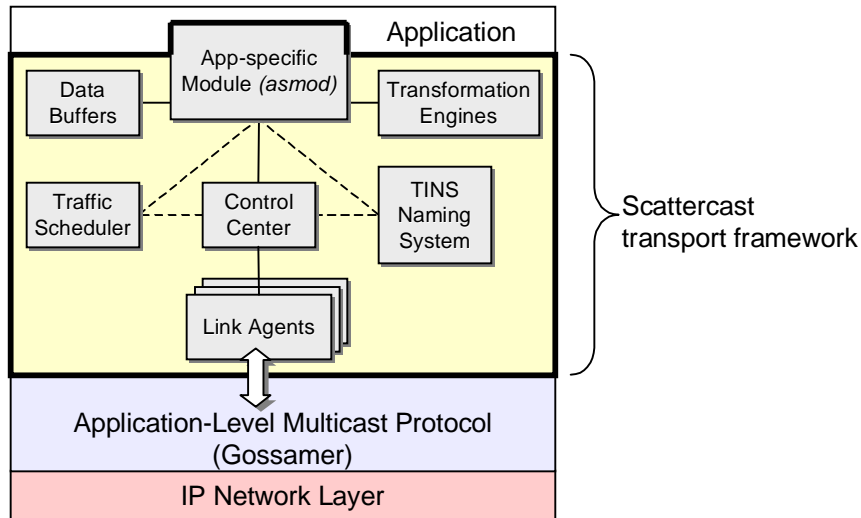 Application
App-specific
Module (asmod)
Data
Buffers
Transformation
Engines
Traffic
Scheduler
Control
Center
TINS
Naming
System
Scattercast
transport framework
Link Agents
Application-Level Multicast Protocol
(Gossamer)
IP Network Layer